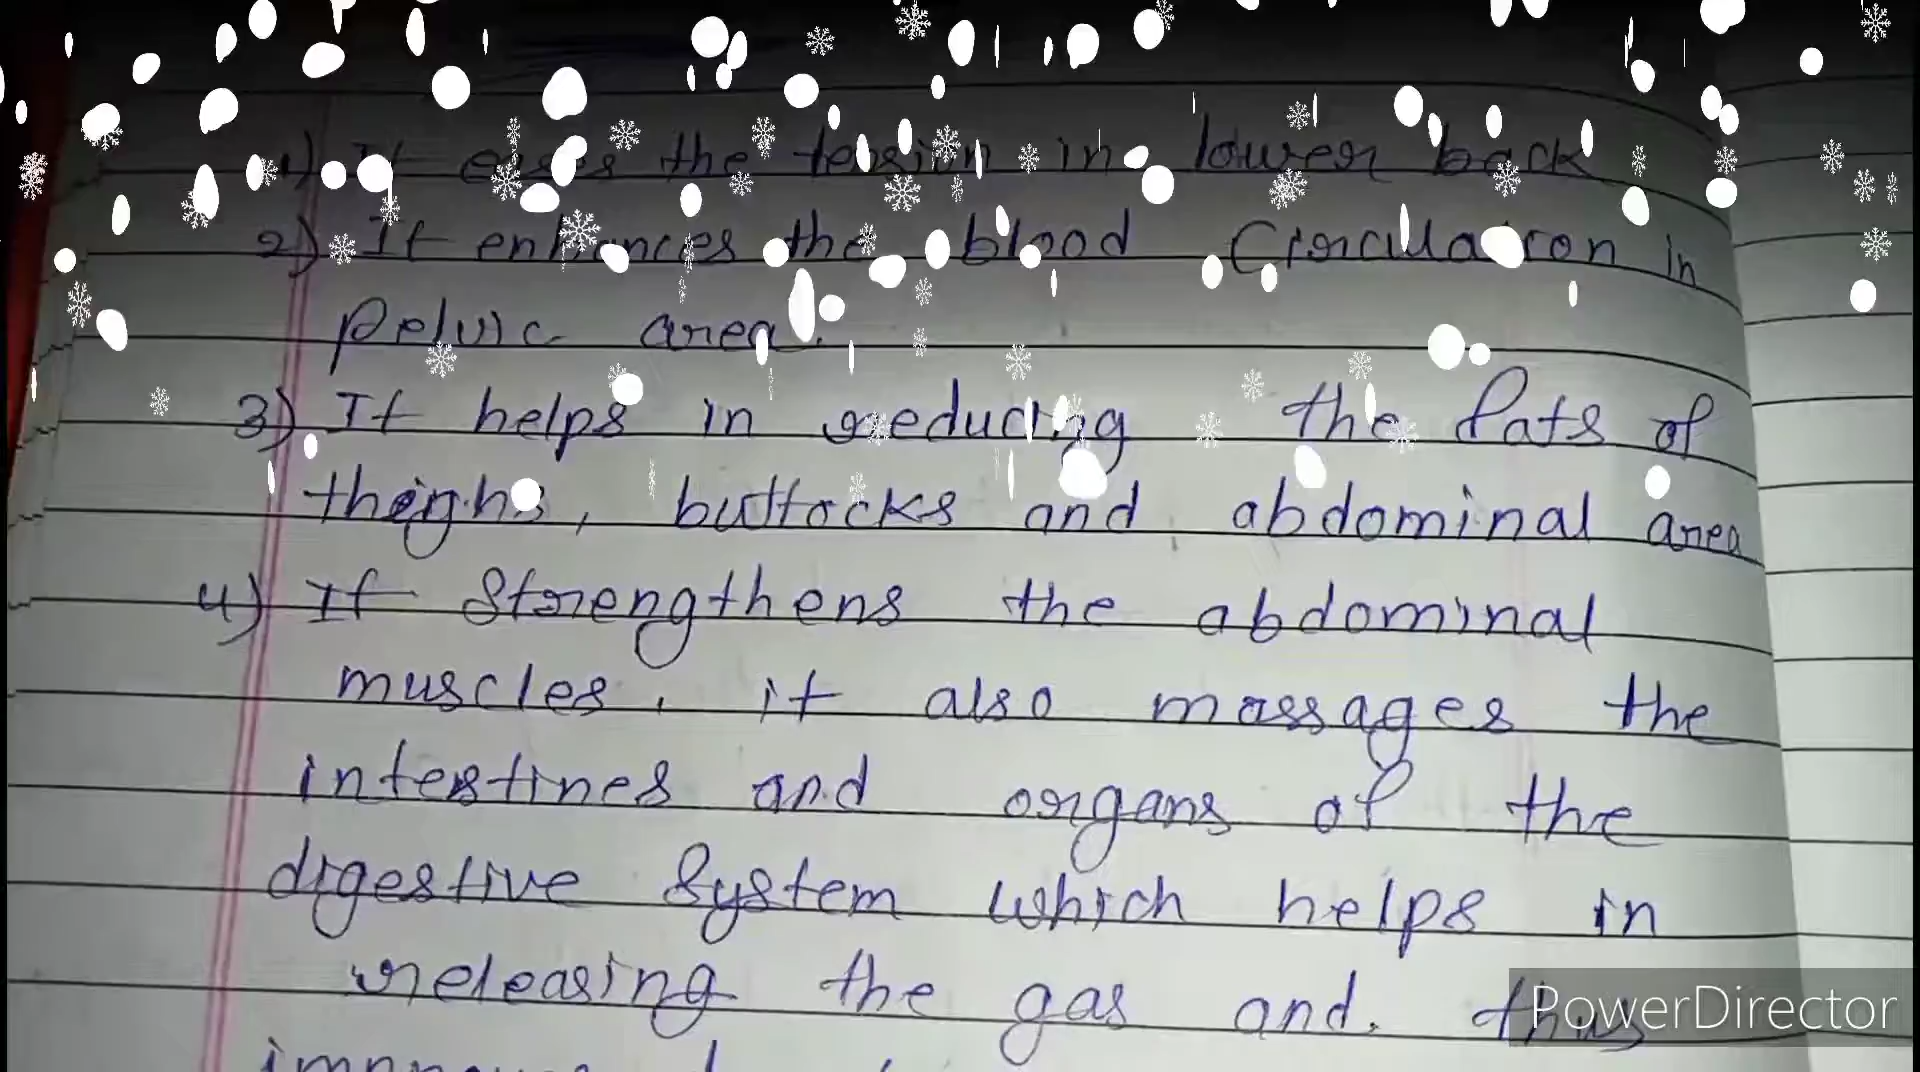 1) It eases the tension in lower back
2) It enhances the blood Circulation in
pelvic area.
3) It helps in reducing the fats of
thoighs, buttocks and abdominal area
4) It Strengthens the abdominal
muscles, it also massages the
intestines and organs of the
digestive System which helps in
releasing the gas and. thus
PowerDirector